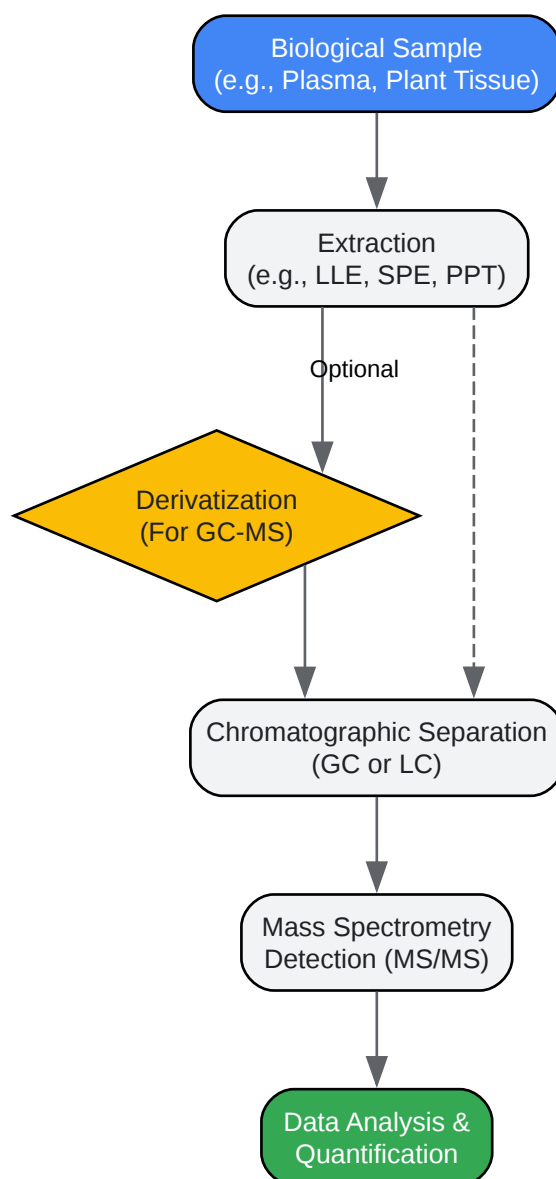 Biological Sample
(e.g., Plasma, Plant Tissue)
Extraction
(e.g., LLE, SPE, PPT)
Optional
Derivatization
(For GC-MS)
Chromatographic Separation
(GC or LC)
Mass Spectrometry
Detection (MS/MS)
Data Analysis &
Quantification